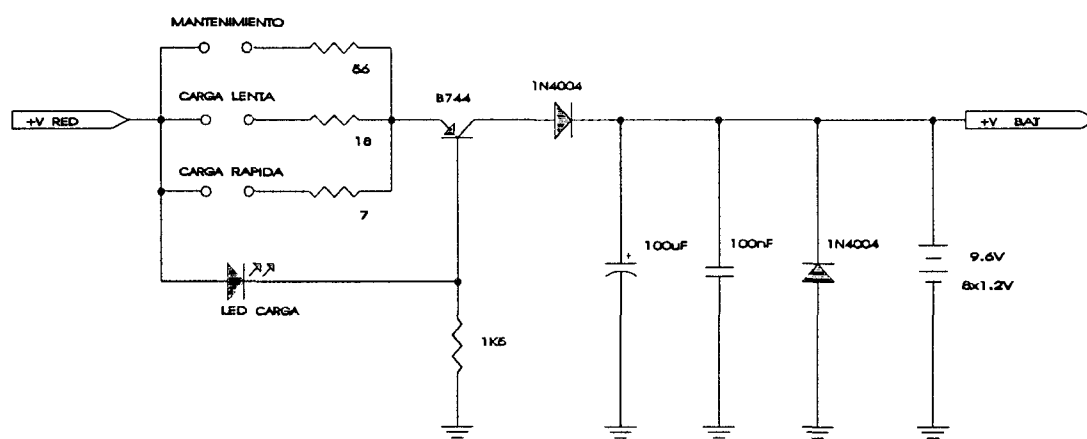 MANTENIMIENTO
56
+V RED
CARGA LENTA
18
B744
1N4004
+V BAT
CARGA RAPIDA
7
LED CARGA
1K5
100uF
+
100nF
1N4004
9.6V
8x1.2V